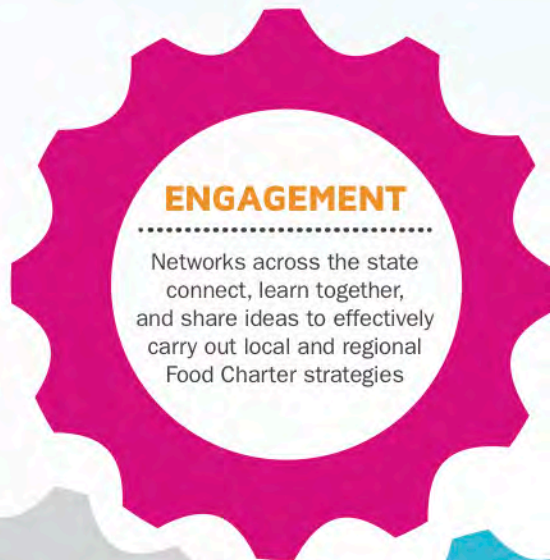 ENGAGEMENT
Networks across the state
connect, learn together,
and share ideas to effectively
carry out local and regional
Food Charter strategies